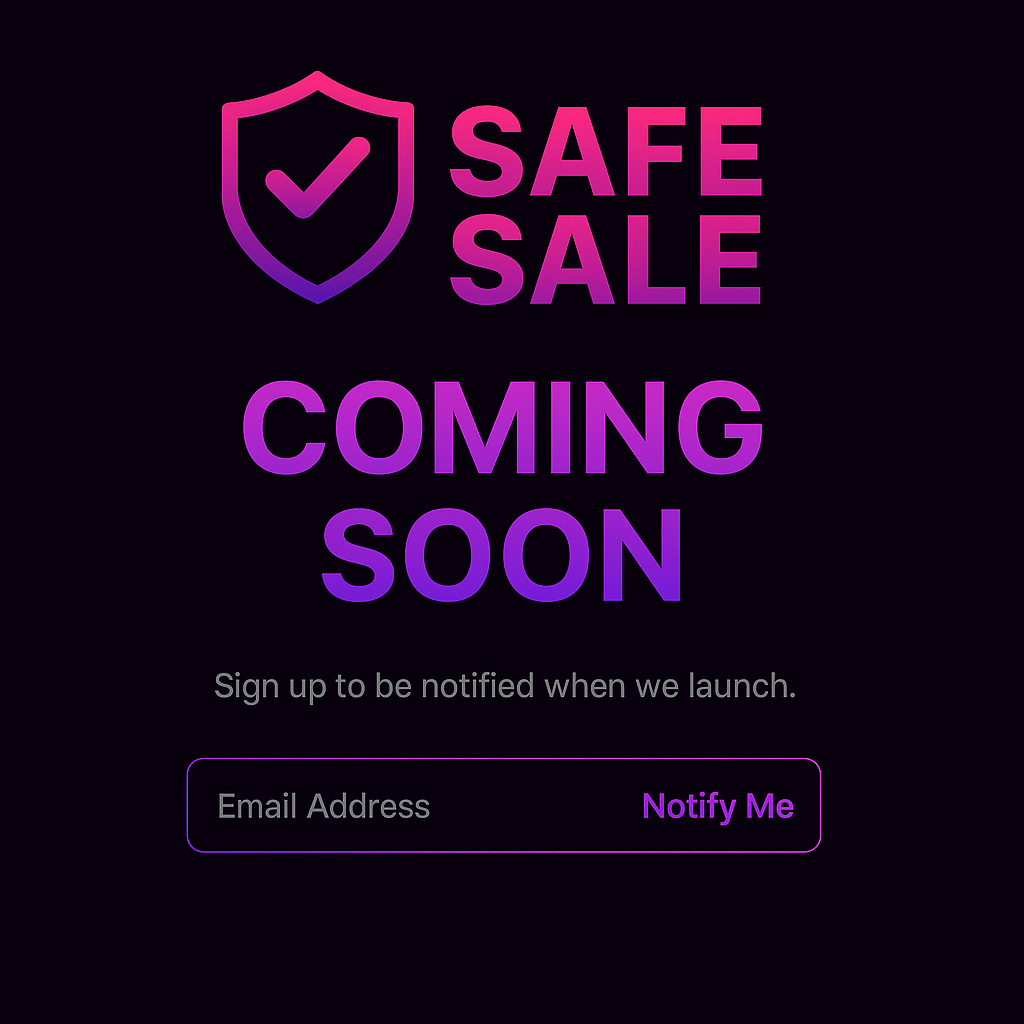 SAFE
SALE
COMING
SOON
Sign up to be notified when we launch.
Email Address Notify Me